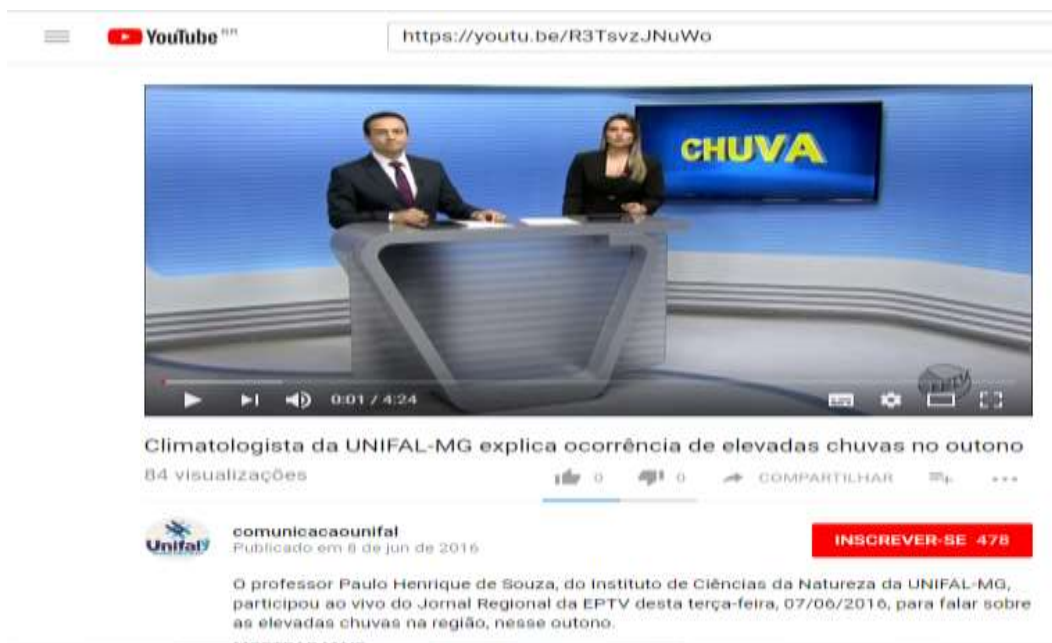 YouTube BR
https://youtu.be/R3TsvzJNuWo
CHUVA
EPTV
0:01 / 4:24
Climatologista da UNIFAL-MG explica ocorrência de elevadas chuvas no outono
84 visualizações
0
0
COMPARTILHAR
Unifal
comunicacaounifal
Publicado em 8 de jun de 2016
INSCREVER-SE 478
O professor Paulo Henrique de Souza, do Instituto de Ciências da Natureza da UNIFAL-MG,
participou ao vivo do Jornal Regional da EPTV desta terça-feira, 07/06/2016, para falar sobre
as elevadas chuvas na região, nesse outono.